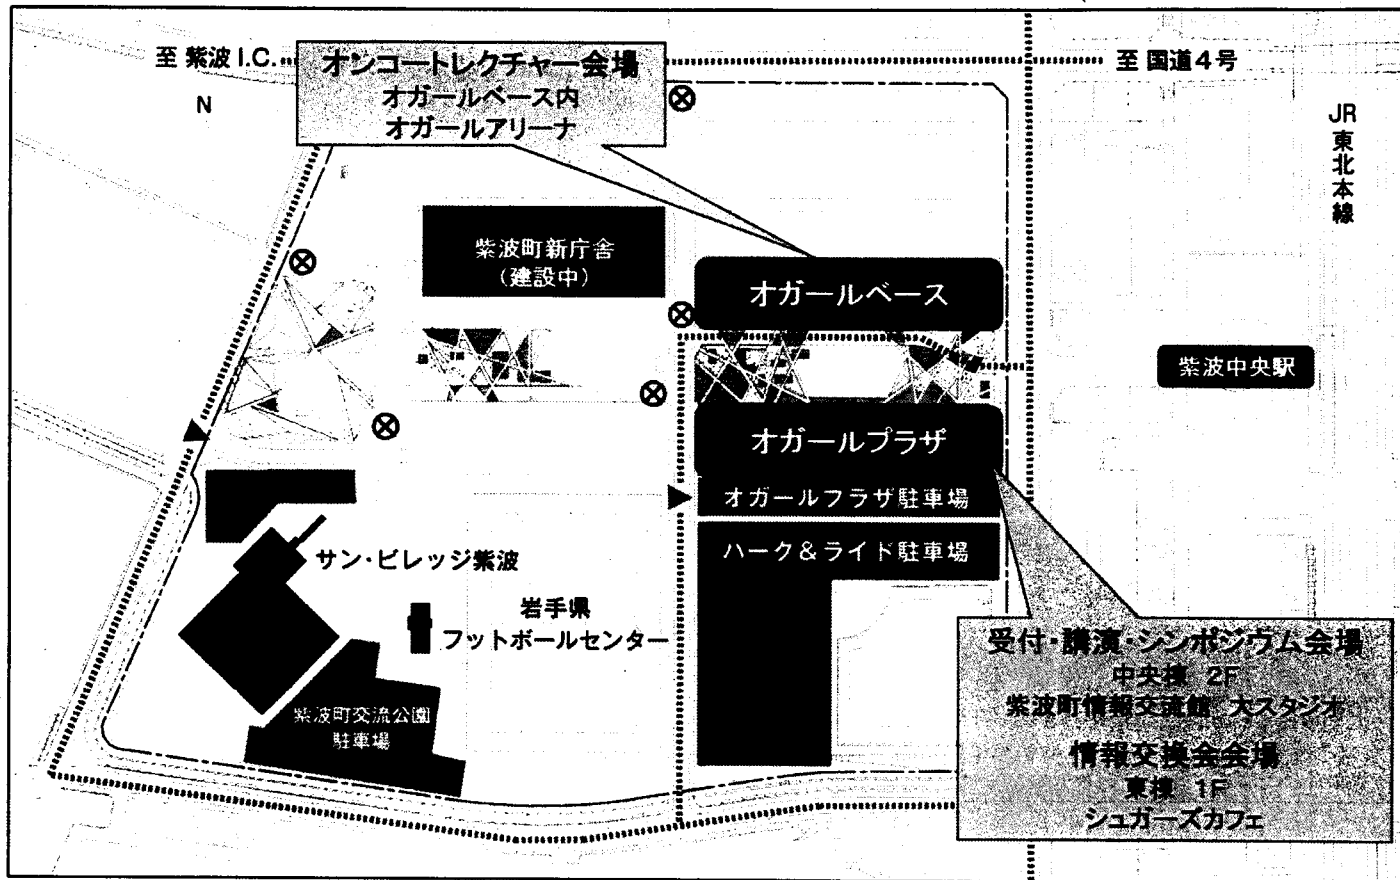 至 紫波 I.C.
至 国道4号
N
オンコートレクチャー会場
オガールベース内
オガールアリーナ
JR
東
北
本
線
紫波町新庁舎
(建設中)
オガールベース
紫波中央駅
オガールプラザ
オガールフラザ駐車場
ハーク&ライド駐車場
サン・ビレッジ紫波
岩手県
フットボールセンター
紫波町交流公園
駐車場
受付・講演・シンポジウム会場
中央棟 2F
紫波町情報交流館 大スタジオ
情報交換会会場
東棟 1F
シュガーズカフェ